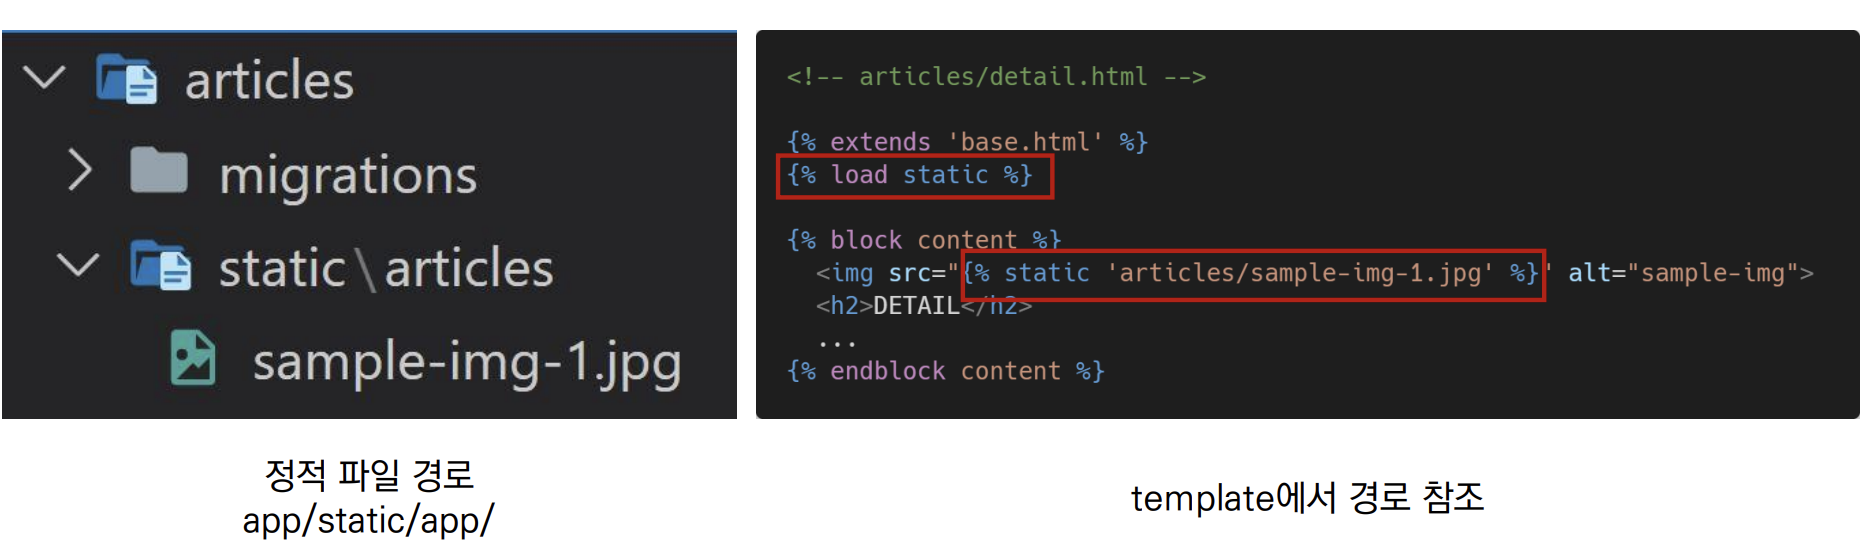 articles
migrations
static\articles
sample-img-1.jpg
정적 파일 경로
app/static/app/
<!-- articles/detail.html -->
{% extends 'base.html' %}
{% load static %}
{% block content %}
<img src="{% static 'articles/sample-img-1.jpg' %}" alt="sample-img">
<h2>DETAIL</h2>
...
{% endblock content %}
template에서 경로 참조